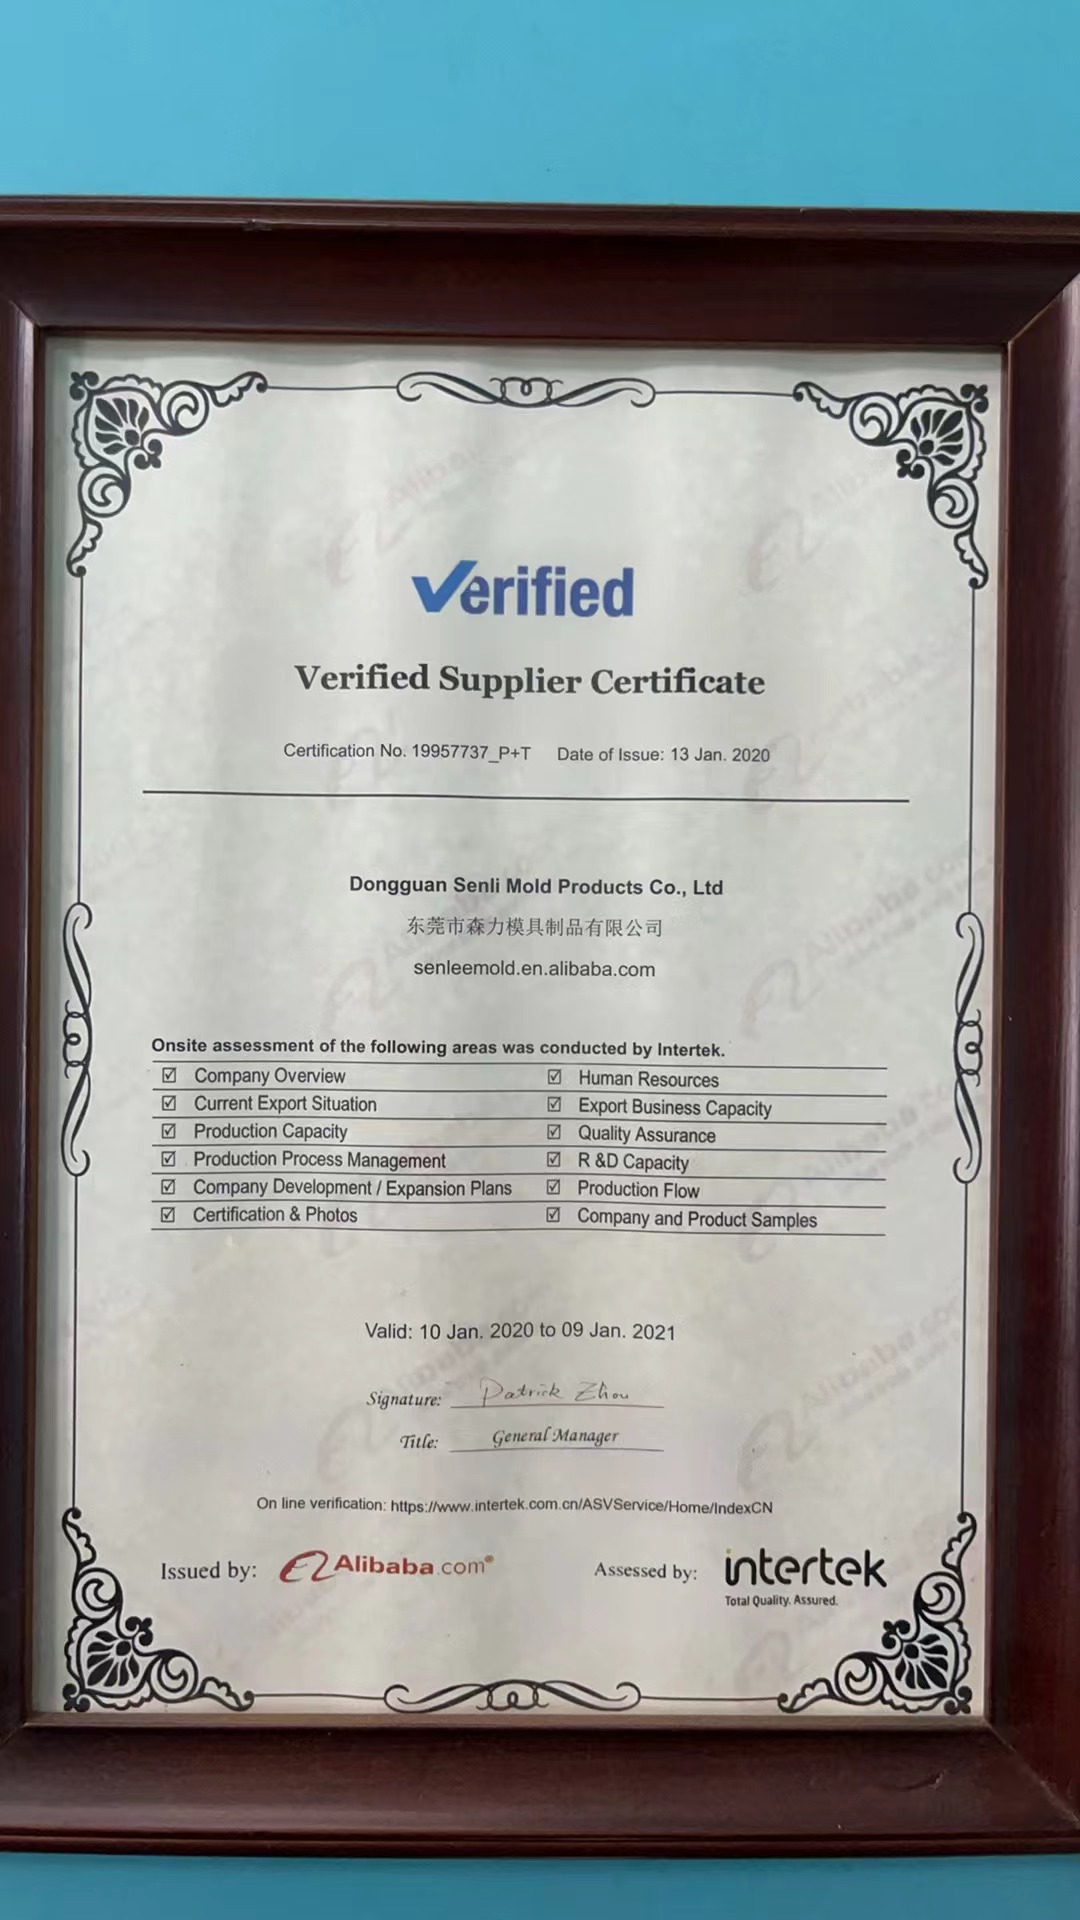 Verified
Verified Supplier Certificate
Certification No. 19957737_P+T Date of Issue: 13 Jan. 2020
Dongguan Senli Mold Products Co., Ltd
东莞市森力模具制品有限公司
senleemold.en.alibaba.com
Onsite assessment of the following areas was conducted by Intertek.
☑ Company Overview ☑ Human Resources
☑ Current Export Situation ☑ Export Business Capacity
☑ Production Capacity ☑ Quality Assurance
☑ Production Process Management ☑ R &D Capacity
☑ Company Development / Expansion Plans ☑ Production Flow
☑ Certification & Photos ☑ Company and Product Samples
Valid: 10 Jan. 2020 to 09 Jan. 2021
Signature: Patrick Zhou
Title: General Manager
On line verification: https://www.intertek.com.cn/ASVService/Home/IndexCN
Issued by: Alibaba.com® Assessed by: intertek
Total Quality. Assured.